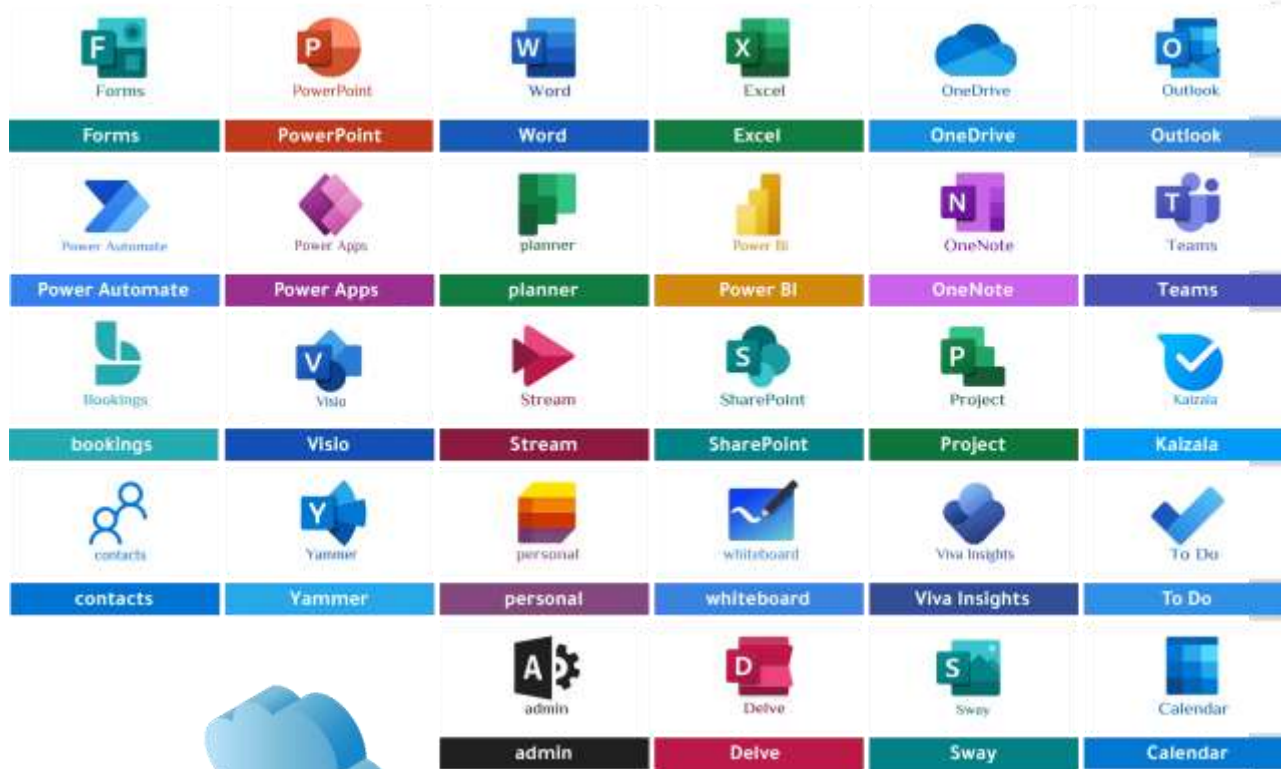 F
P
W
X
O
Forms
PowerPoint
Word
Excel
OneDrive
Outlook
Forms
PowerPoint
Word
Excel
OneDrive
Outlook
N
T
Power Automate
Power Apps
planner
Power BI
OneNote
Teams
Power Automate
Power Apps
planner
Power BI
OneNote
Teams
V
S
P
Bookings
Visio
Stream
SharePoint
Project
Kaizala
bookings
Visio
Stream
SharePoint
Project
Kaizala
Y
contacts
Yammer
personal
whiteboard
Viva Insights
To Do
contacts
Yammer
personal
whiteboard
Viva Insights
To Do
A
D
S
admin
Delve
Sway
Calendar
admin
Delve
Sway
Calendar